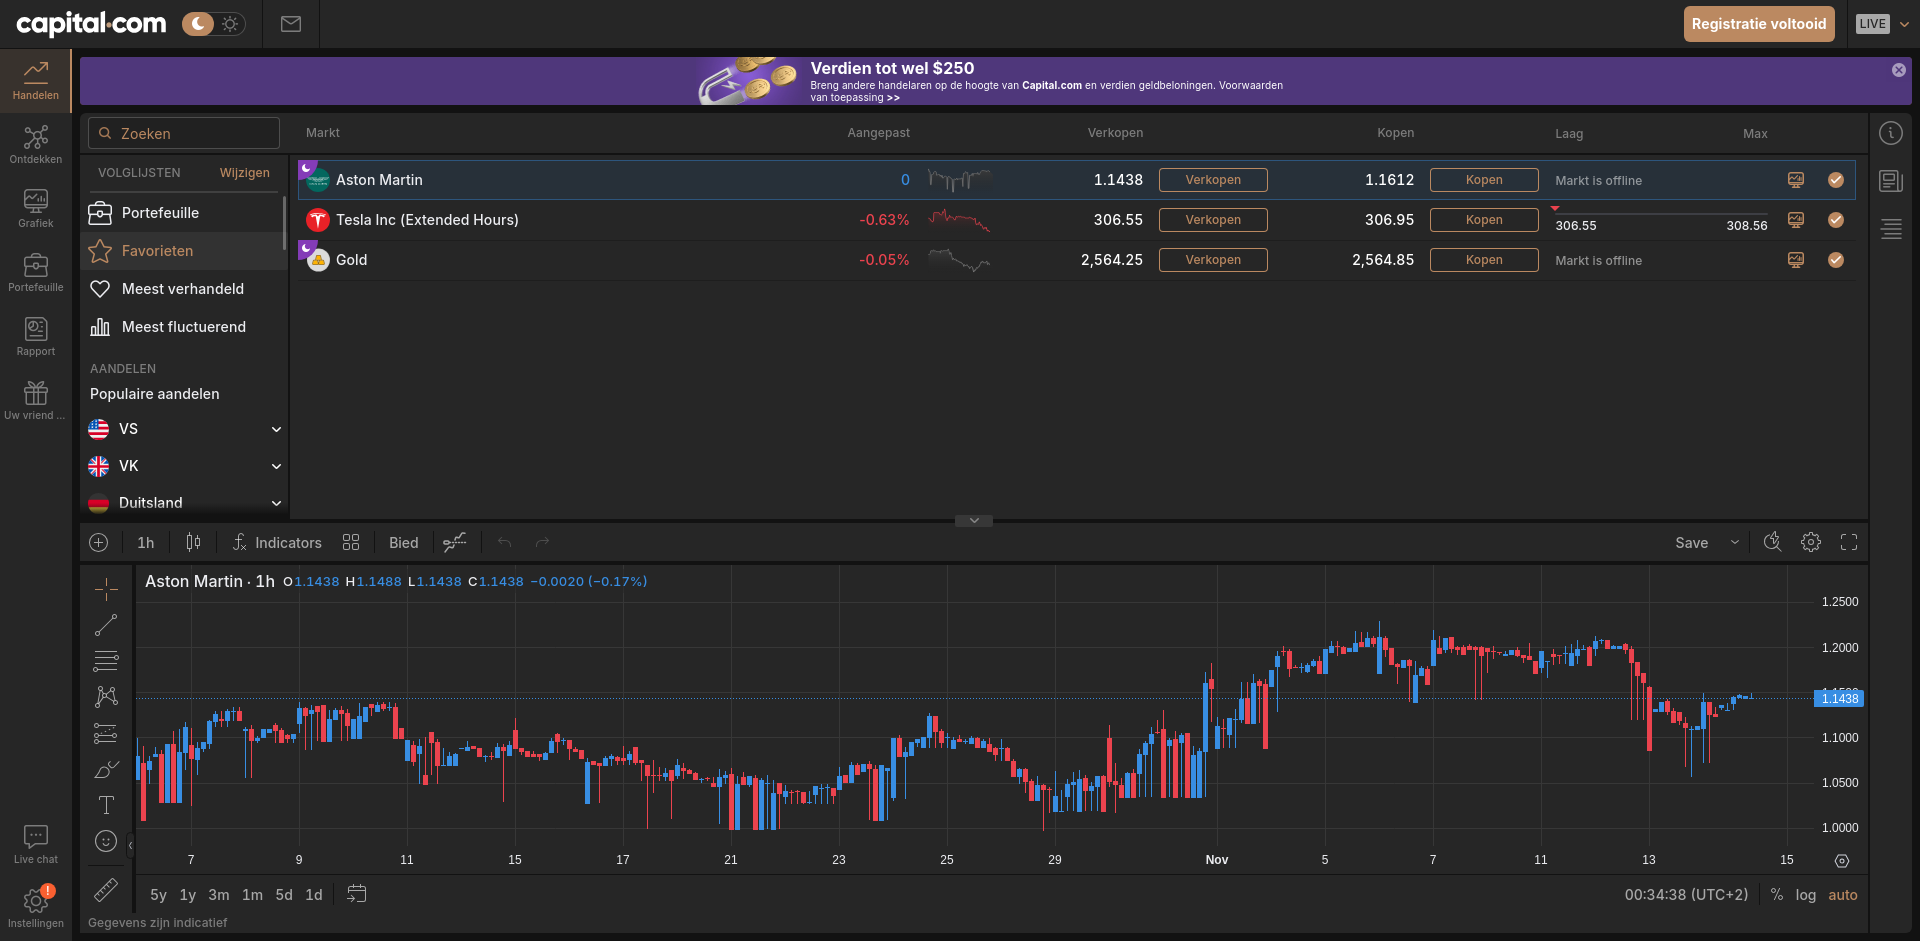 capital.com
Registratie voltooid
LIVE
Handelen
Ontdekken
Grafiek
Portefeuille
Rapport
Uw vriend ...
Live chat
!
Instellingen
Verdien tot wel $250
Breng andere handelaren op de hoogte van Capital.com en verdien geldbeloningen. Voorwaarden
van toepassing >>
Zoeken
VOLGLIJSTEN Wijzigen
Portefeuille
Favorieten
Meest verhandeld
Meest fluctuerend
AANDELEN
Populaire aandelen
VS
VK
Duitsland
Markt Aangepast Verkopen Kopen Laag Max
Aston Martin 0 1.1438 Verkopen 1.1612 Kopen Markt is offline
Tesla Inc (Extended Hours) -0.63% 306.55 Verkopen 306.95 Kopen 306.55 308.56
Gold -0.05% 2,564.25 Verkopen 2,564.85 Kopen Markt is offline
1h Indicators Bied Save
Aston Martin · 1h O1.1438 H1.1488 L1.1438 C1.1438 −0.0020 (−0.17%)
1.2500
1.2000
1.1438
1.1000
1.0500
1.0000
7 9 11 15 17 21 23 25 29 Nov 5 7 11 13 15
5y 1y 3m 1m 5d 1d 00:34:38 (UTC+2) % log auto
Gegevens zijn indicatief